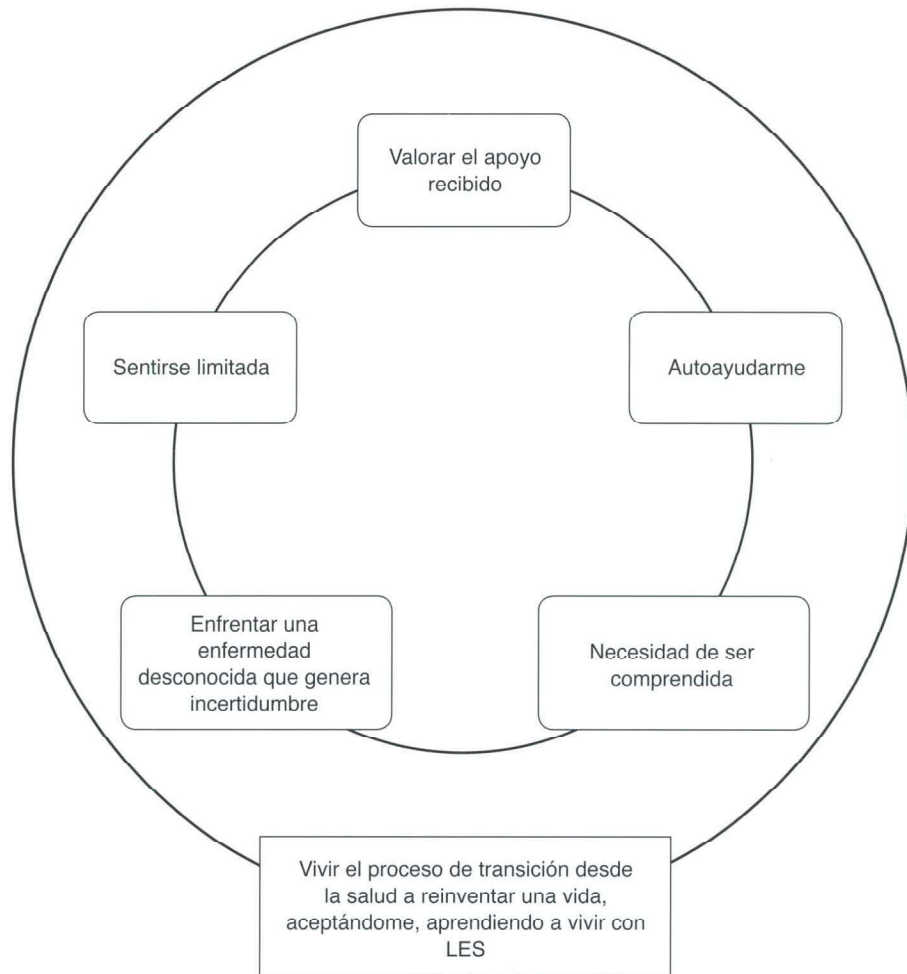 Valorar el apoyo
recibido
Sentirse limitada
Autoayudarme
Enfrentar una
enfermedad
desconocida que genera
incertidumbre
Necesidad de ser
comprendida
Vivir el proceso de transición desde
la salud a reinventar una vida,
aceptándome, aprendiendo a vivir con
LES